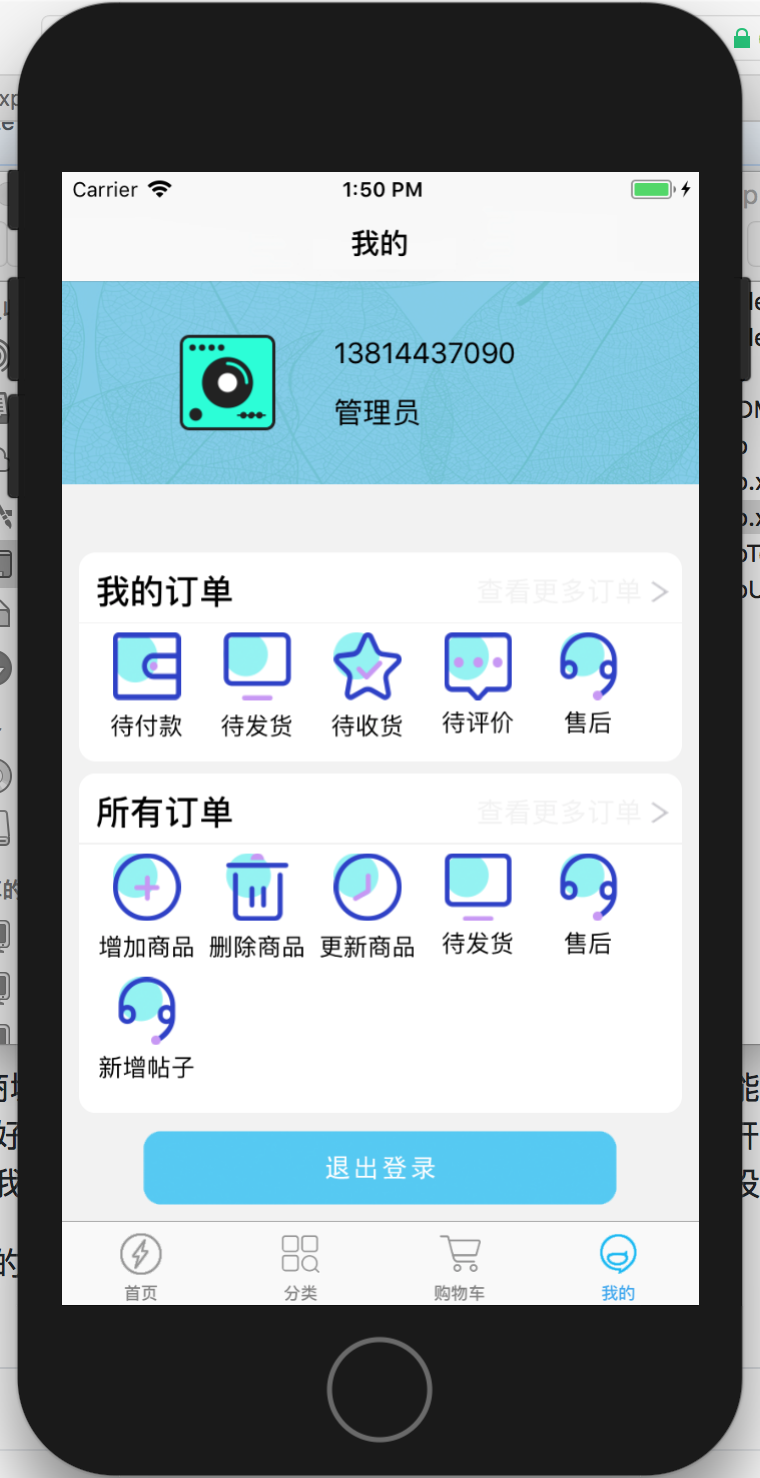 Carrier 1:50 PM
我的
13814437090
管理员
我的订单 查看更多订单
待付款 待发货 待收货 待评价 售后
所有订单 查看更多订单
增加商品 删除商品 更新商品 待发货 售后
新增帖子
退出登录
首页 分类 购物车 我的